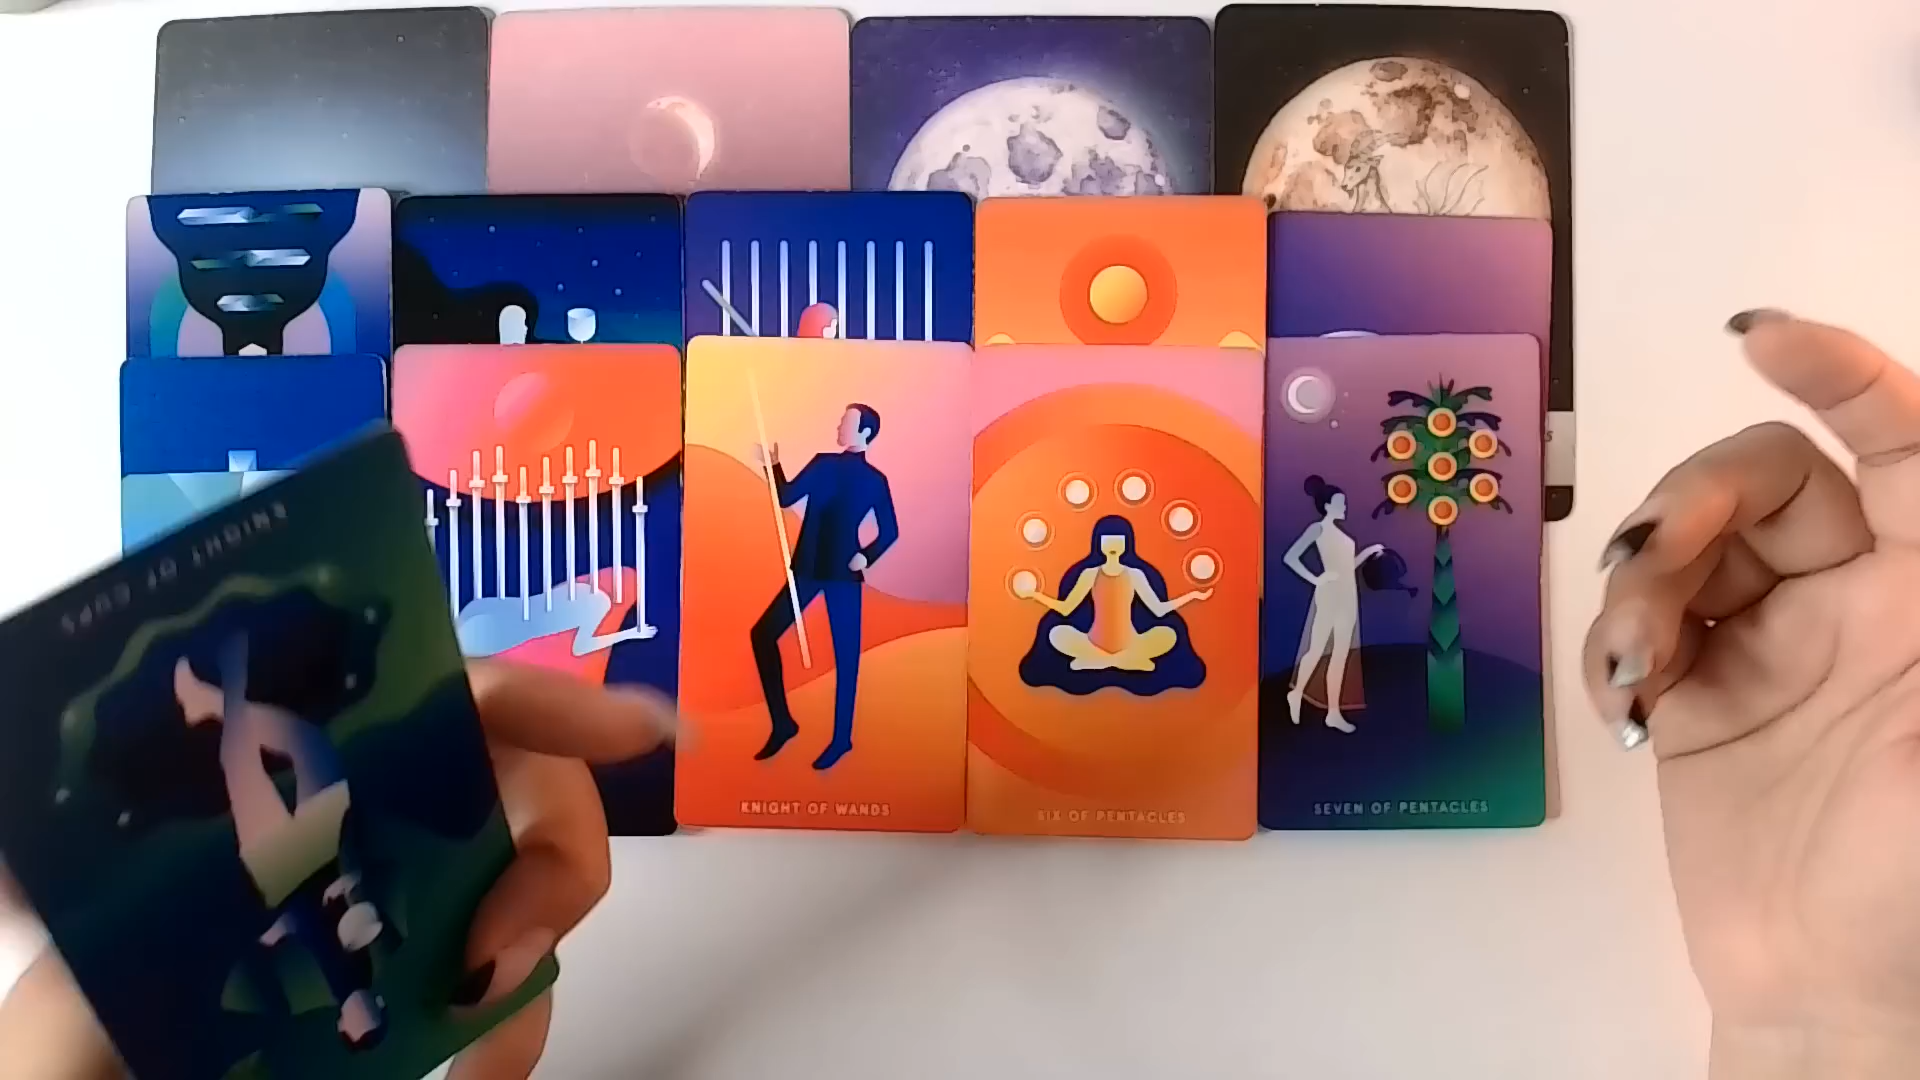 KNIGHT OF CUPS
KNIGHT OF WANDS
SIX OF PENTACLES
SEVEN OF PENTACLES